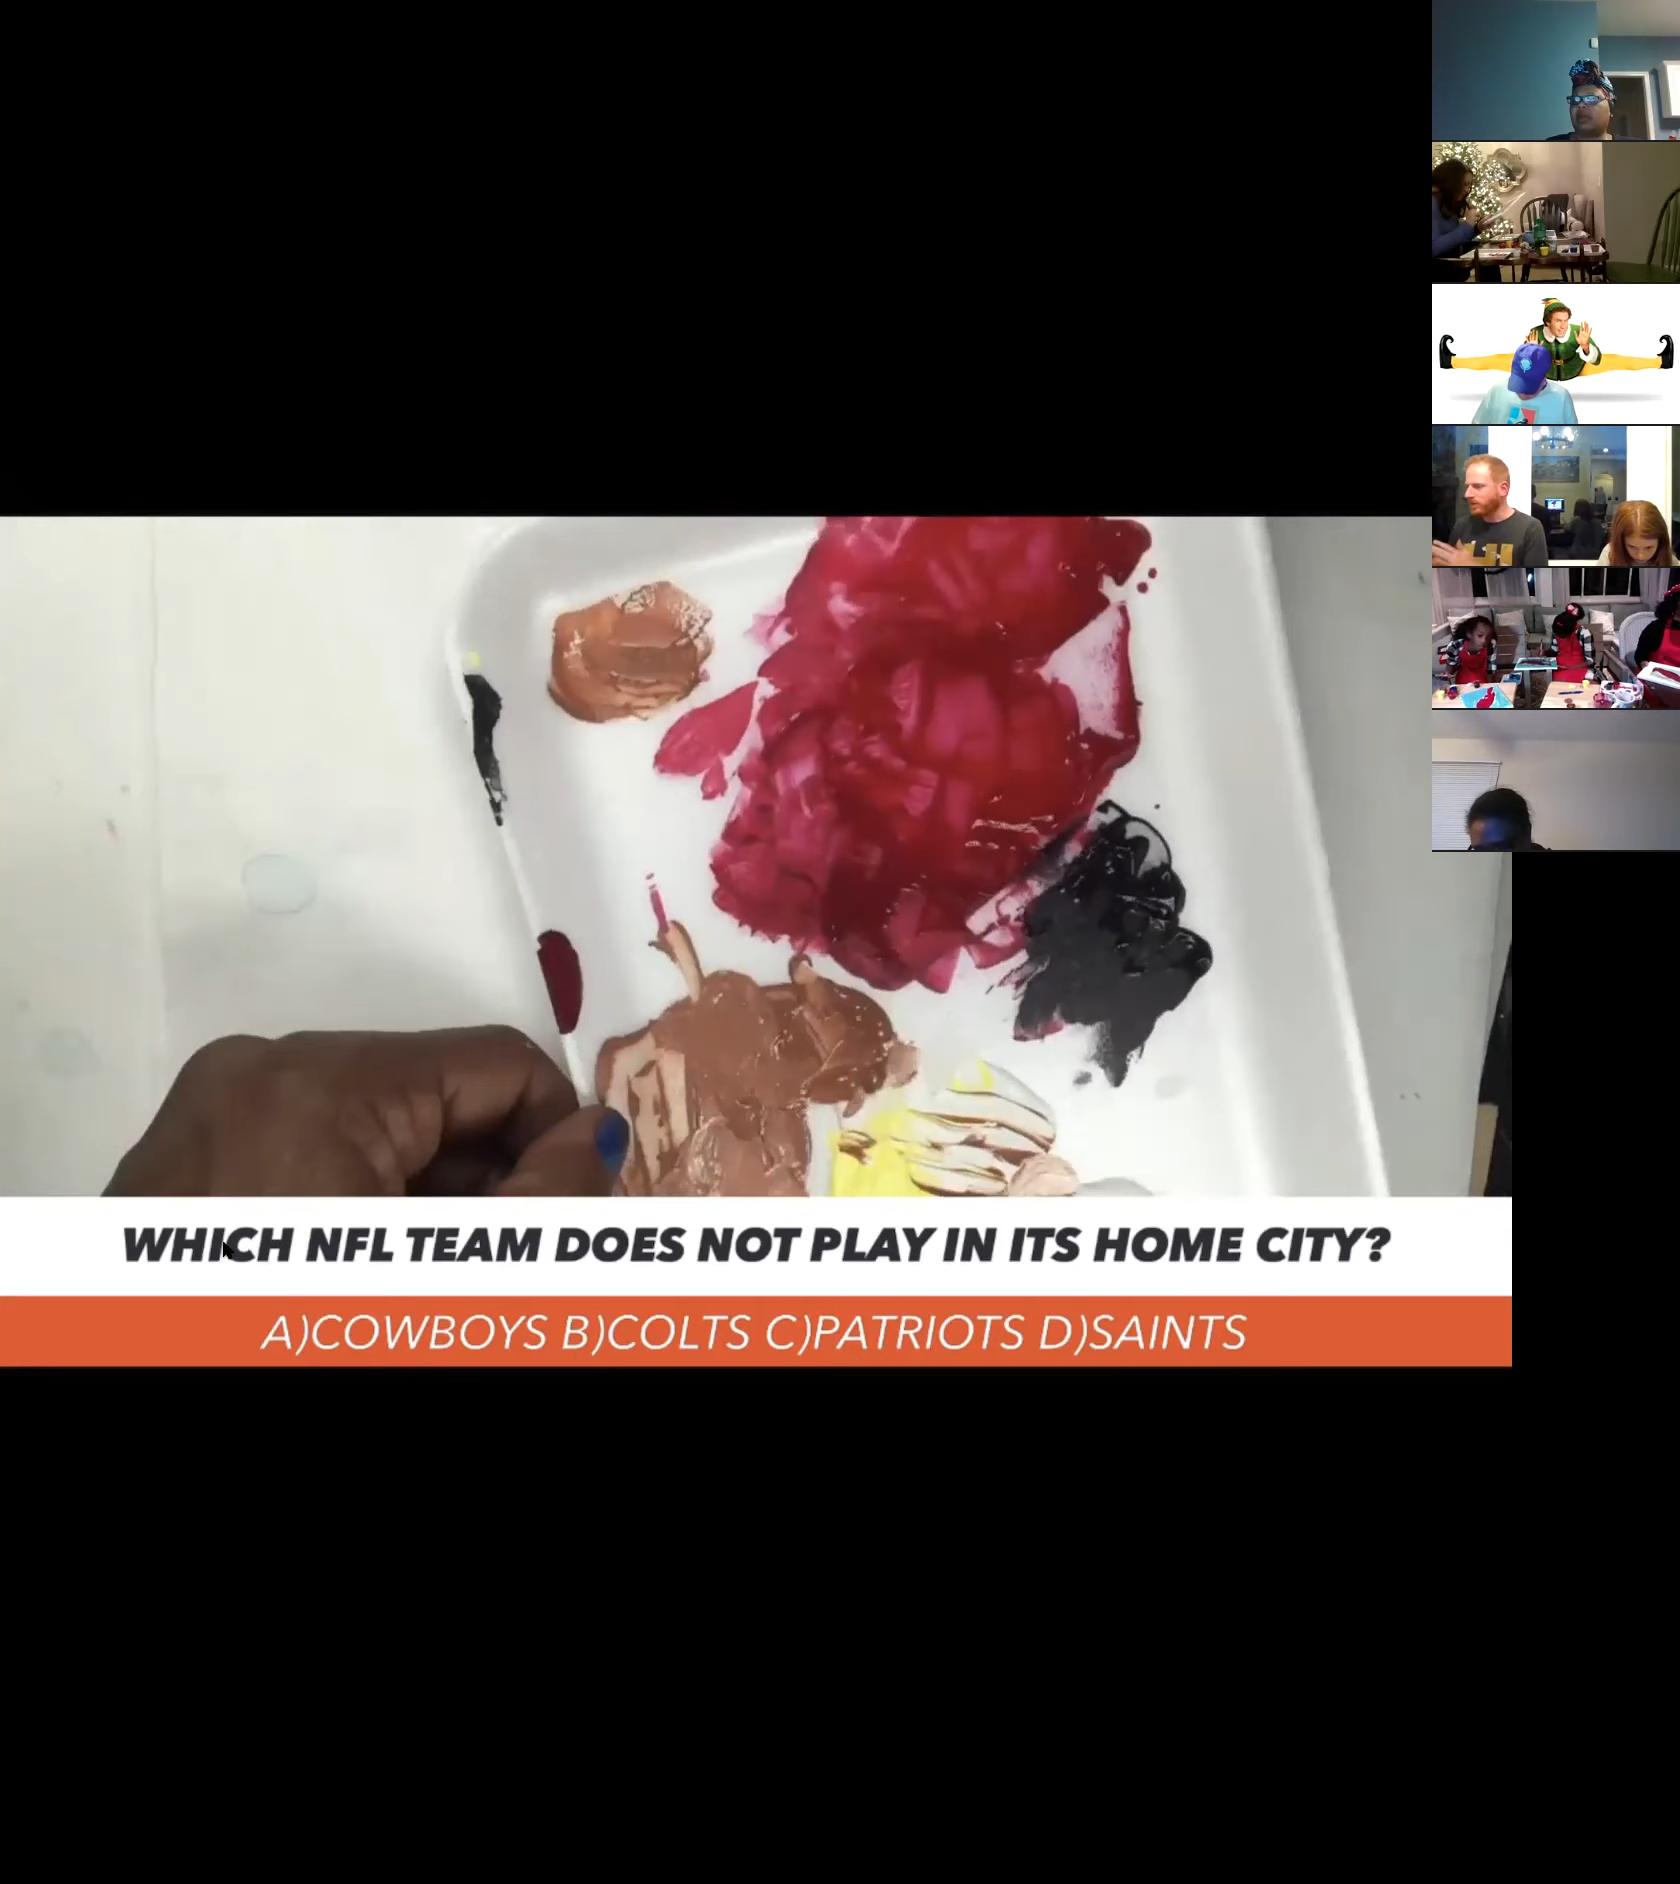 WHICH NFL TEAM DOES NOT PLAY IN ITS HOME CITY?
A)COWBOYS B)COLTS C)PATRIOTS D)SAINTS